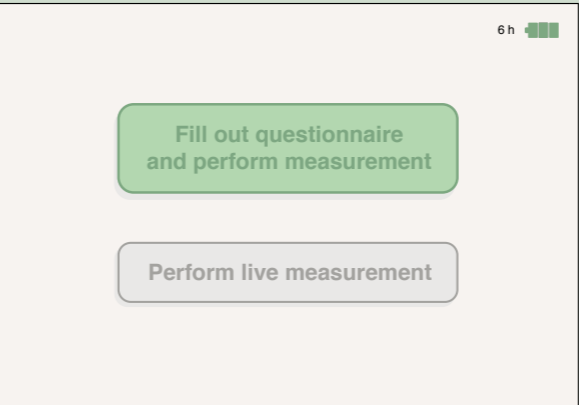 6 h
Fill out questionnaire
and perform measurement
Perform live measurement